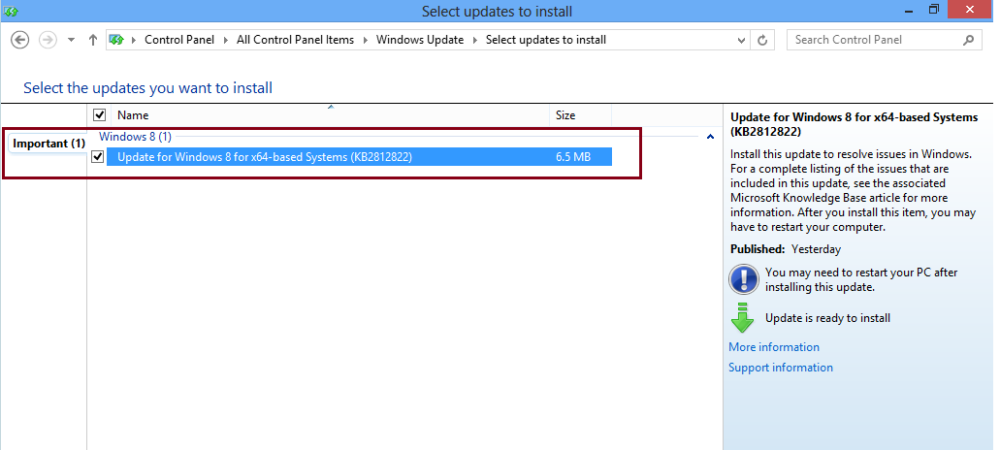 Select updates to install
Control Panel
All Control Panel Items
Windows Update
Select updates to install
Search Control Panel
Select the updates you want to install
Name
Size
Important (1)
Windows 8 (1)
Update for Windows 8 for x64-based Systems (KB2812822)
6.5 MB
Update for Windows 8 for x64-based Systems
(KB2812822)
Install this update to resolve issues in Windows.
For a complete listing of the issues that are
included in this update, see the associated
Microsoft Knowledge Base article for more
information. After you install this item, you may
have to restart your computer.
Published: Yesterday
You may need to restart your PC after
installing this update.
Update is ready to install
More information
Support information